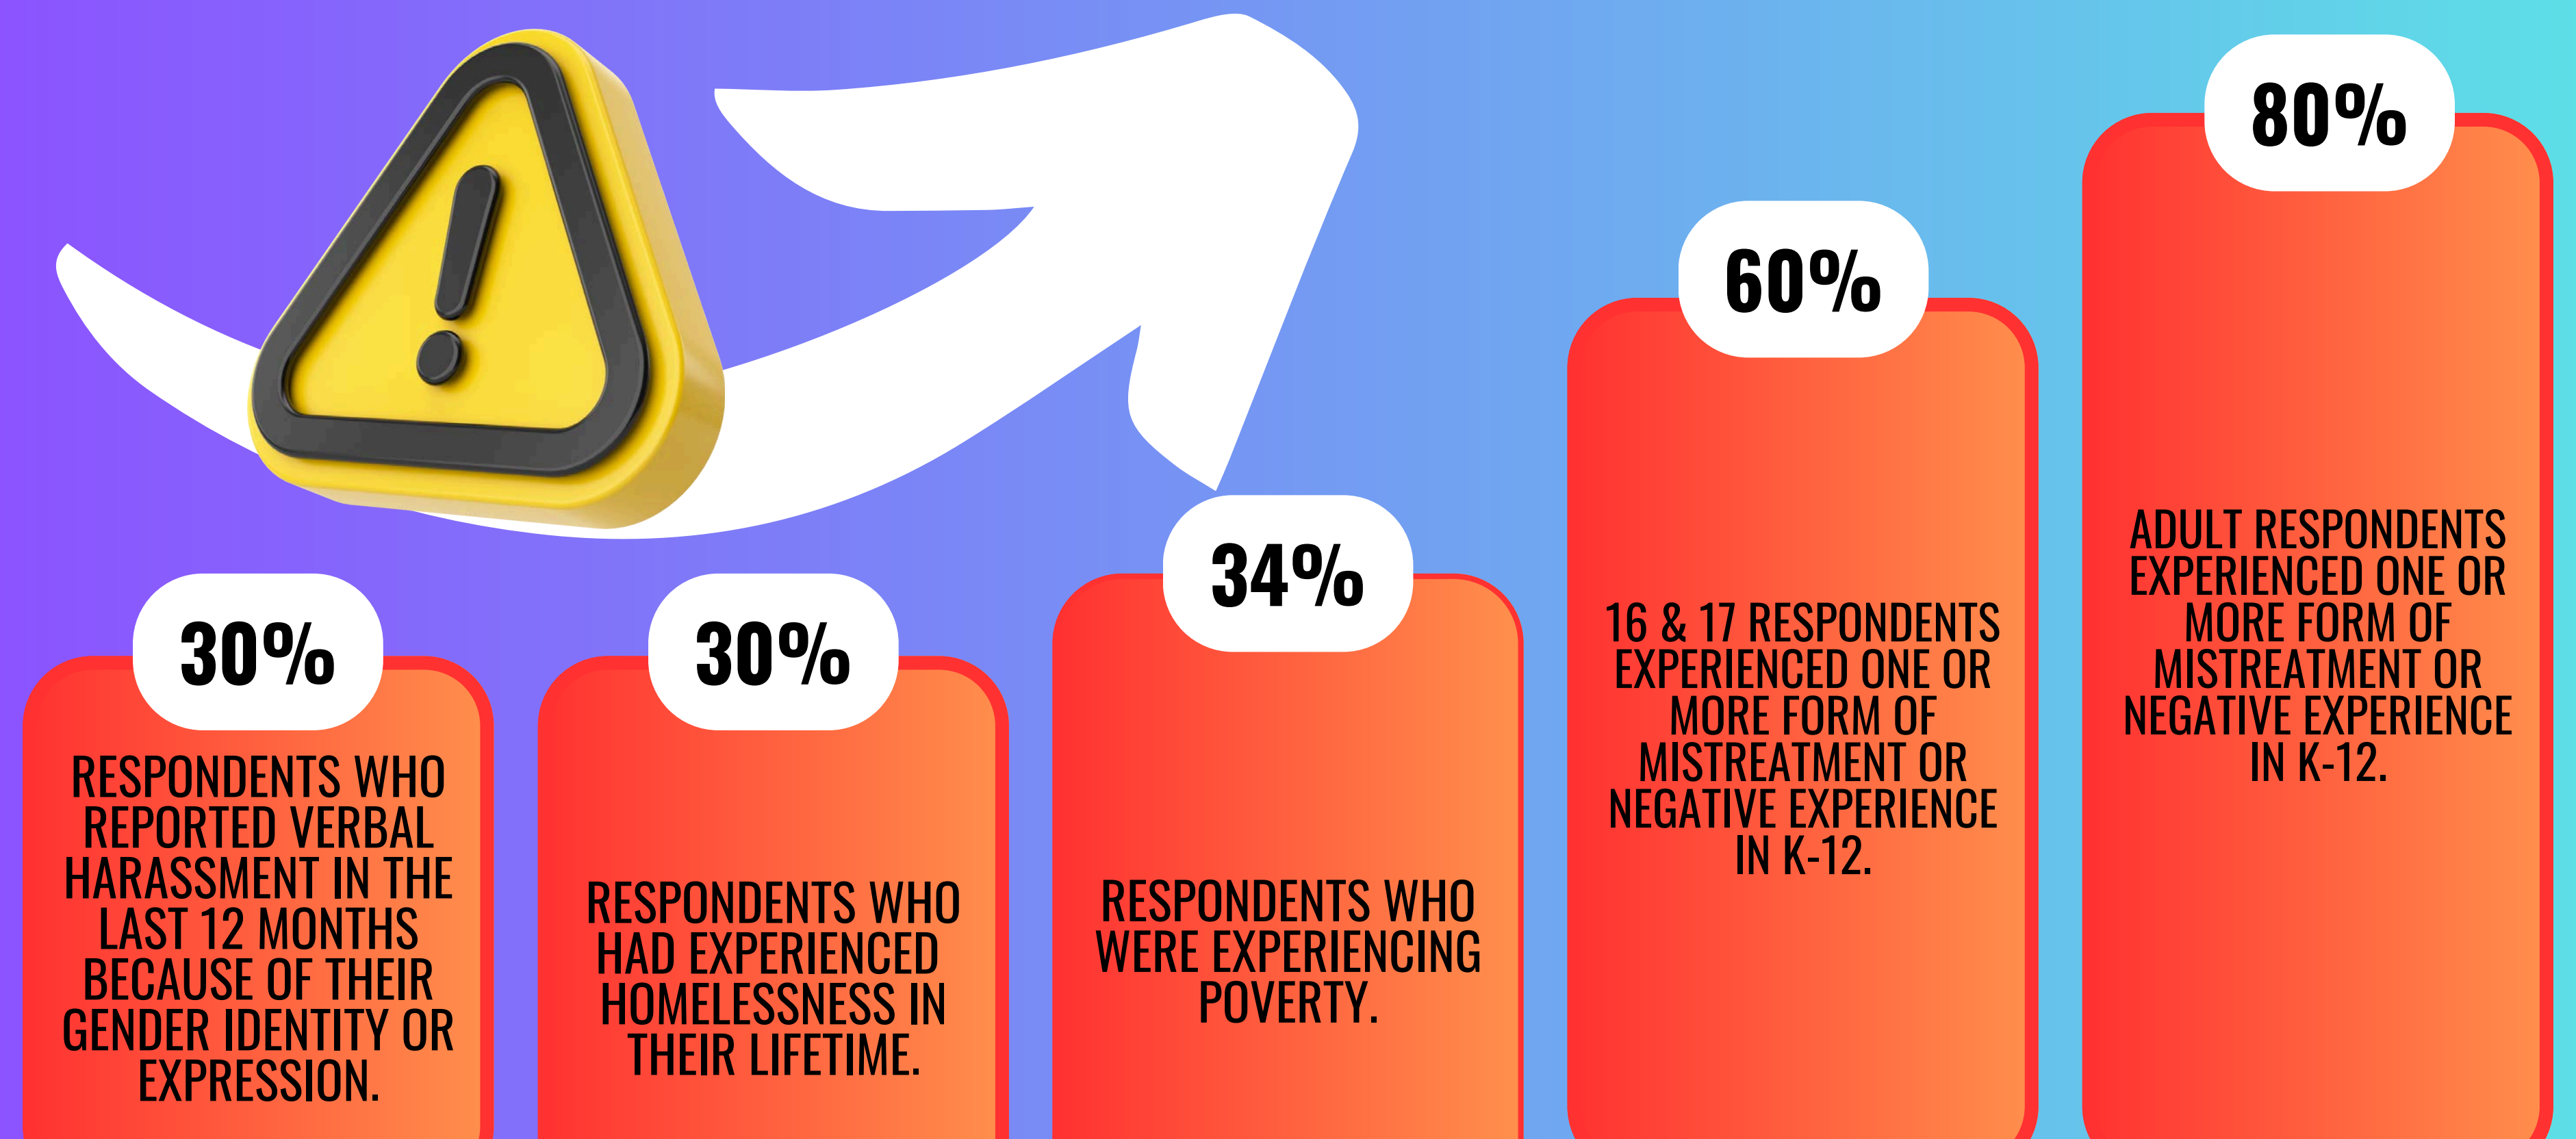 30%
RESPONDENTS WHO
REPORTED VERBAL
HARASSMENT IN THE
LAST 12 MONTHS
BECAUSE OF THEIR
GENDER IDENTITY OR
EXPRESSION.
30%
RESPONDENTS WHO
HAD EXPERIENCED
HOMELESSNESS IN
THEIR LIFETIME.
34%
RESPONDENTS WHO
WERE EXPERIENCING
POVERTY.
60%
16 & 17 RESPONDENTS
EXPERIENCED ONE OR
MORE FORM OF
MISTREATMENT OR
NEGATIVE EXPERIENCE
IN K-12.
80%
ADULT RESPONDENTS
EXPERIENCED ONE OR
MORE FORM OF
MISTREATMENT OR
NEGATIVE EXPERIENCE
IN K-12.